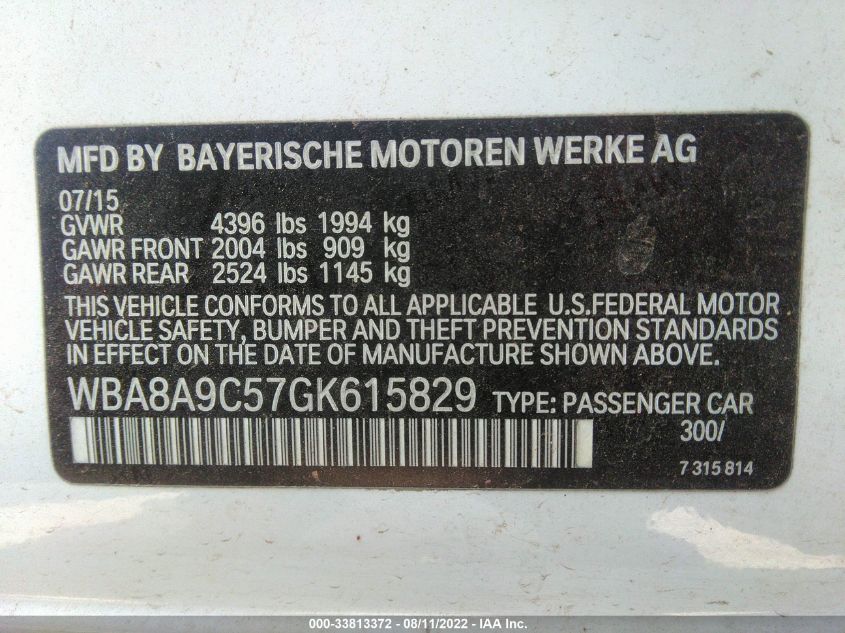 MFD BY BAYERISCHE MOTOREN WERKE AG
07/15
GVWR 4396 lbs 1994 kg
GAWR FRONT 2004 lbs 909 kg
GAWR REAR 2524 lbs 1145 kg
THIS VEHICLE CONFORMS TO ALL APPLICABLE U.S.FEDERAL MOTOR
VEHICLE SAFETY, BUMPER AND THEFT PREVENTION STANDARDS
IN EFFECT ON THE DATE OF MANUFACTURE SHOWN ABOVE.
WBA8A9C57GK615829 TYPE: PASSENGER CAR
300/
7 315 814
000-33813372 - 08/11/2022 - IAA Inc.